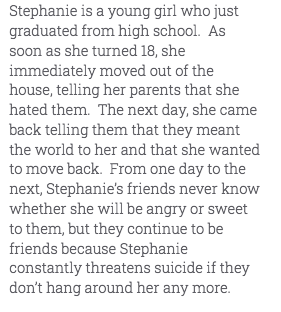 Stephanie is a young girl who just
graduated from high school.  As
soon as she turned 18, she
immediately moved out of the
house, telling her parents that she
hated them.  The next day, she came
back telling them that they meant
the world to her and that she wanted
to move back.  From one day to the
next, Stephanie’s friends never know
whether she will be angry or sweet
to them, but they continue to be
friends because Stephanie
constantly threatens suicide if they
don’t hang around her any more.